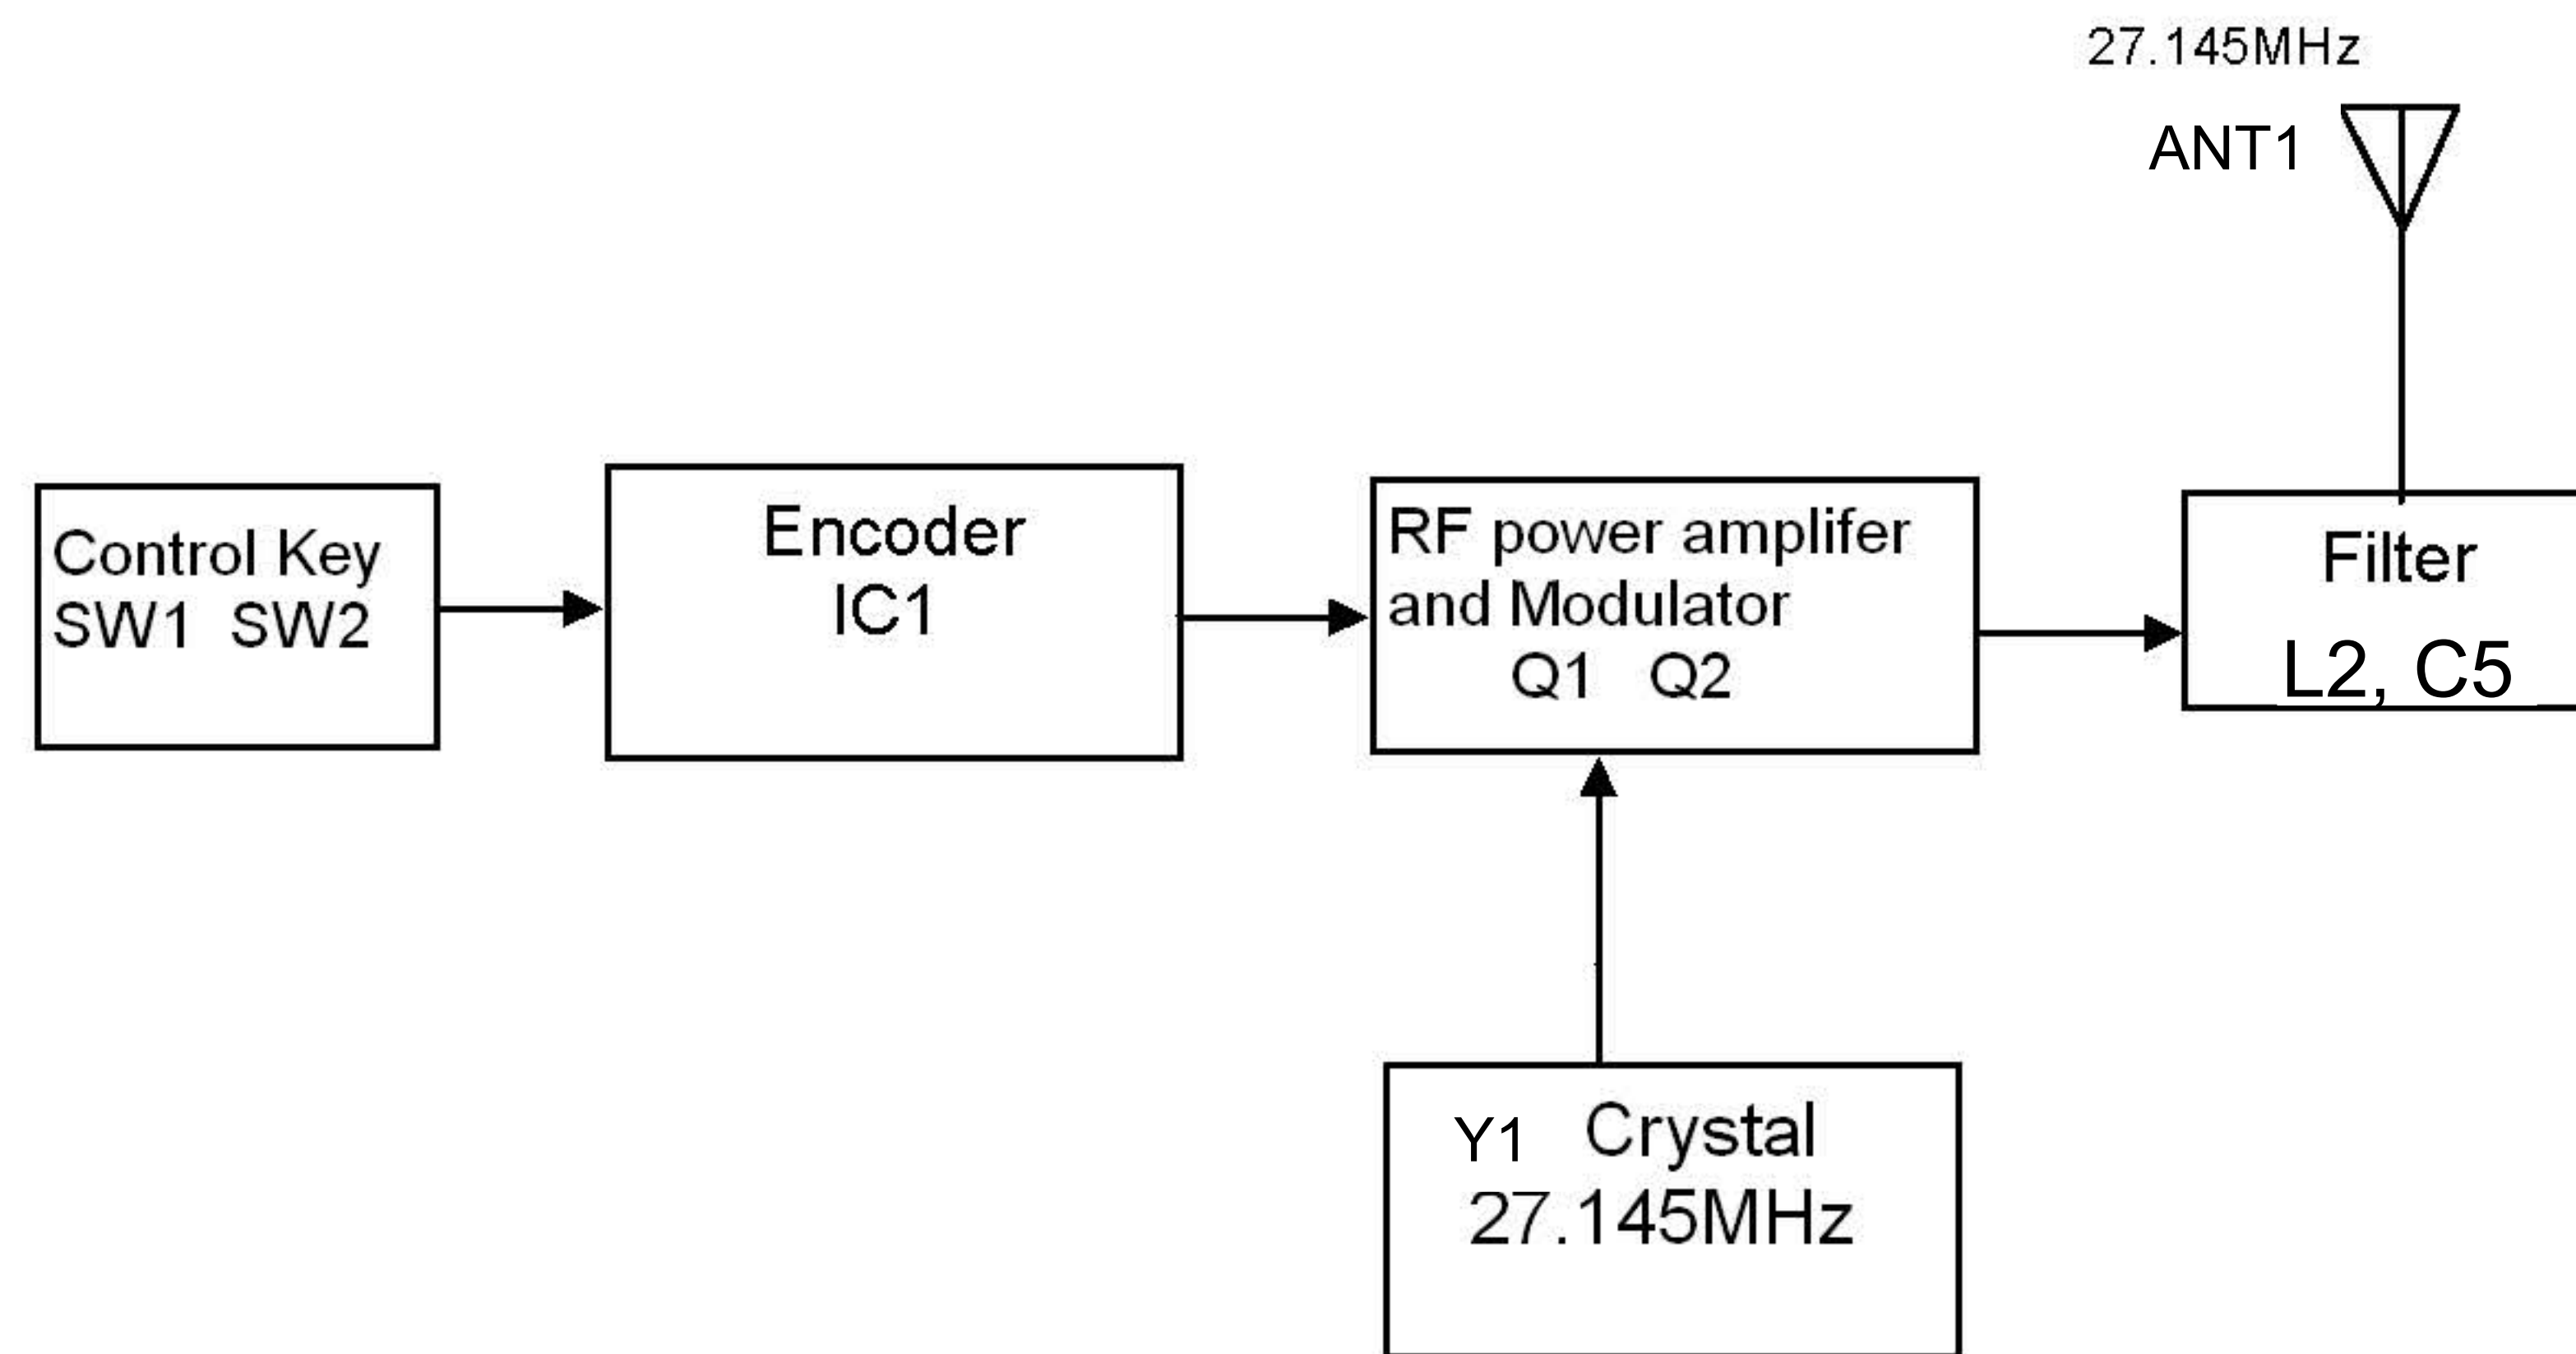 27.145MHz
ANT1
Control Key
SW1 SW2
Encoder
IC1
RF power amplifer
and Modulator
Q1 Q2
Filter
L2, C5
Y1 Crystal
27.145MHz